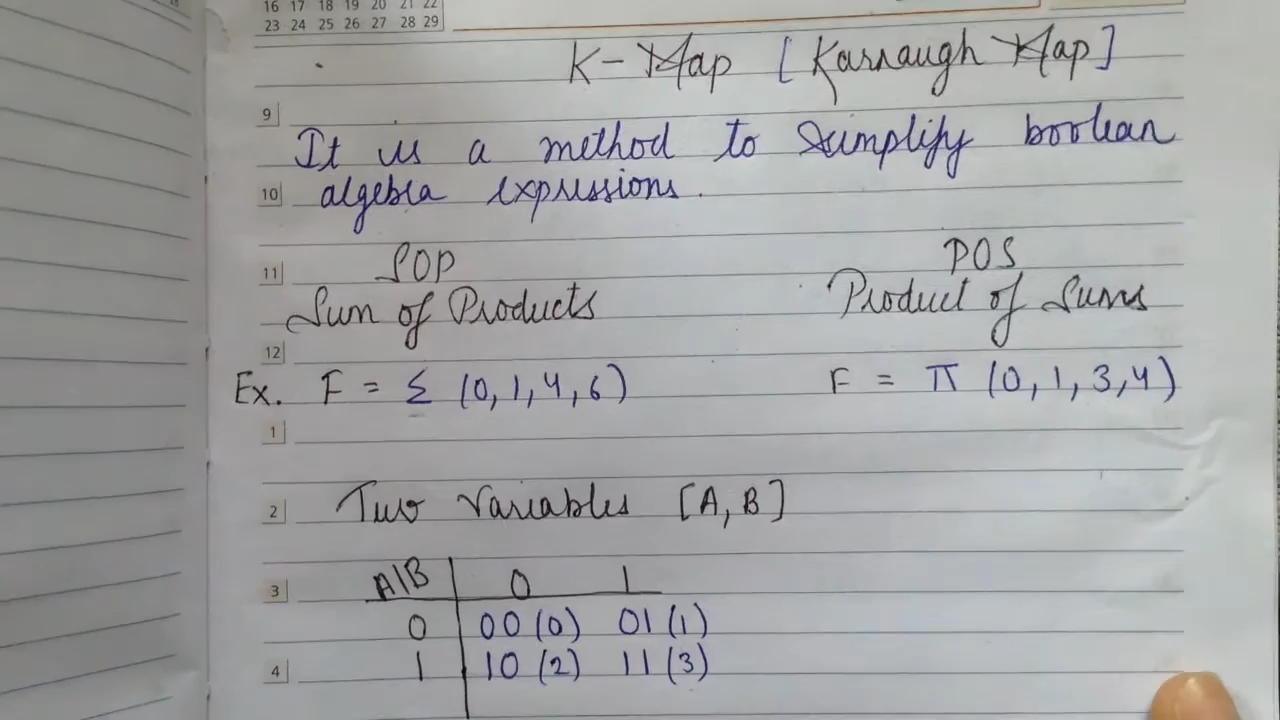 16 17 18 19 20 21 22
23 24 25 26 27 28 29
K-Map [Karnaugh Map]
9
It is a method to simplify boolean
10 algebra expressions.
11 SOP POS
Sum of Products Product of Sums
12
Ex. F = Σ (0,1,4,6) F = π (0,1,3,4)
1
2 Two Variables [A,B]
3 A|B 0 1
0 00 (0) 01 (1)
4 1 10 (2) 11 (3)